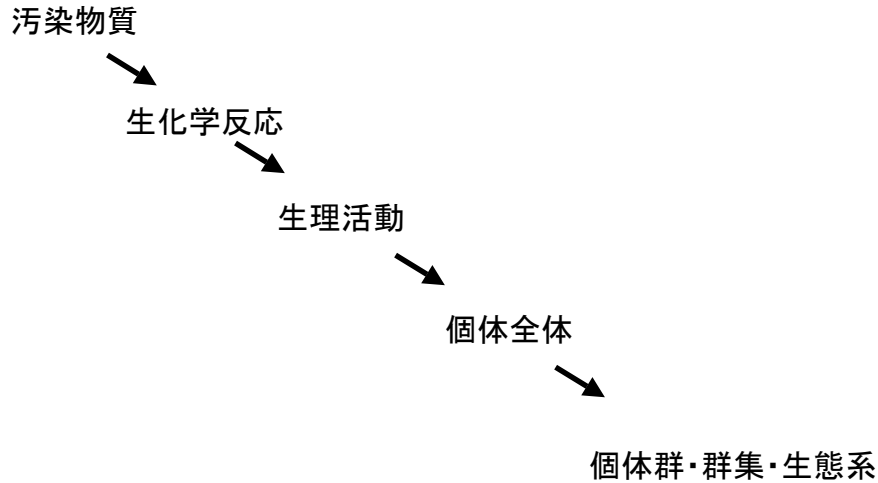 汚染物質
生化学反応
生理活動
個体全体
個体群・群集・生態系